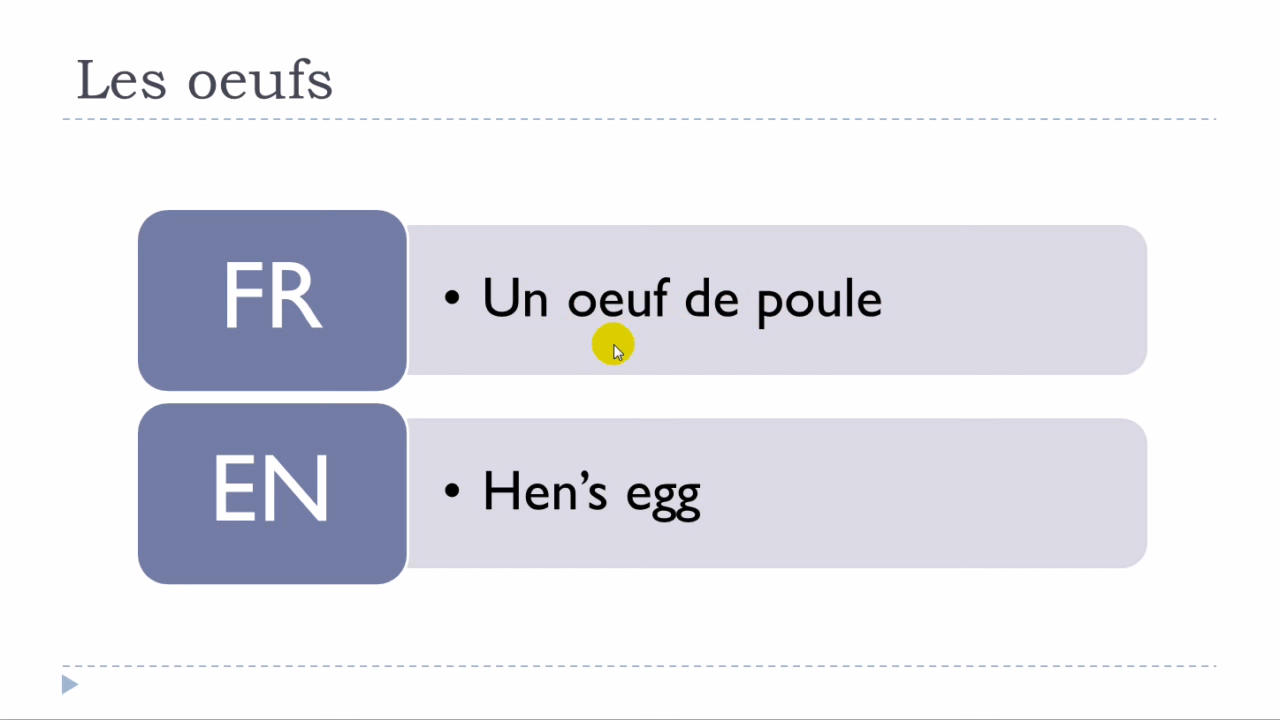 Les oeufs
FR
• Un oeuf de poule
EN
• Hen’s egg